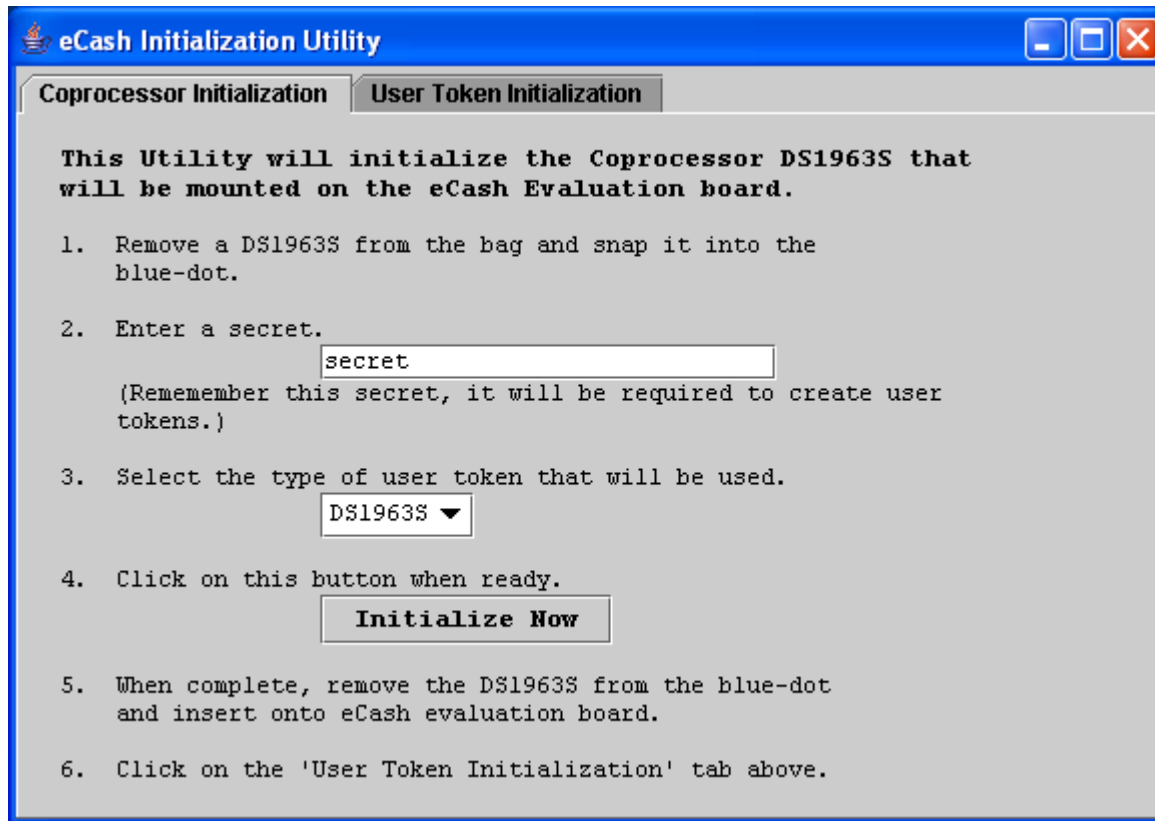 eCash Initialization Utility
Coprocessor Initialization
User Token Initialization
This Utility will initialize the Coprocessor DS1963S that
will be mounted on the eCash Evaluation board.
1. Remove a DS1963S from the bag and snap it into the
blue-dot.
2. Enter a secret.
secret
(Rememember this secret, it will be required to create user
tokens.)
3. Select the type of user token that will be used.
DS1963S
4. Click on this button when ready.
Initialize Now
5. When complete, remove the DS1963S from the blue-dot
and insert onto eCash evaluation board.
6. Click on the 'User Token Initialization' tab above.